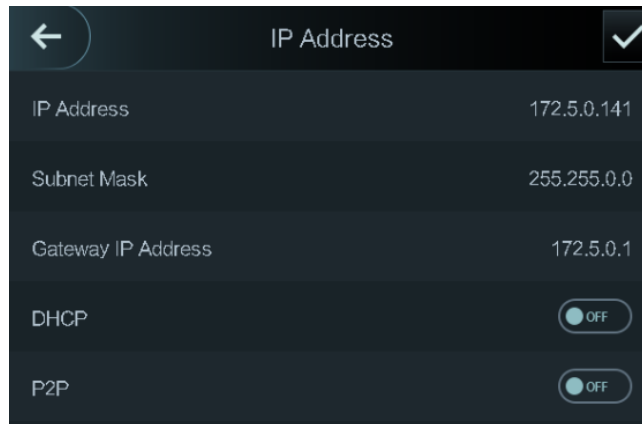 IP Address
IP Address 172.5.0.141
Subnet Mask 255.255.0.0
Gateway IP Address 172.5.0.1
DHCP OFF
P2P OFF